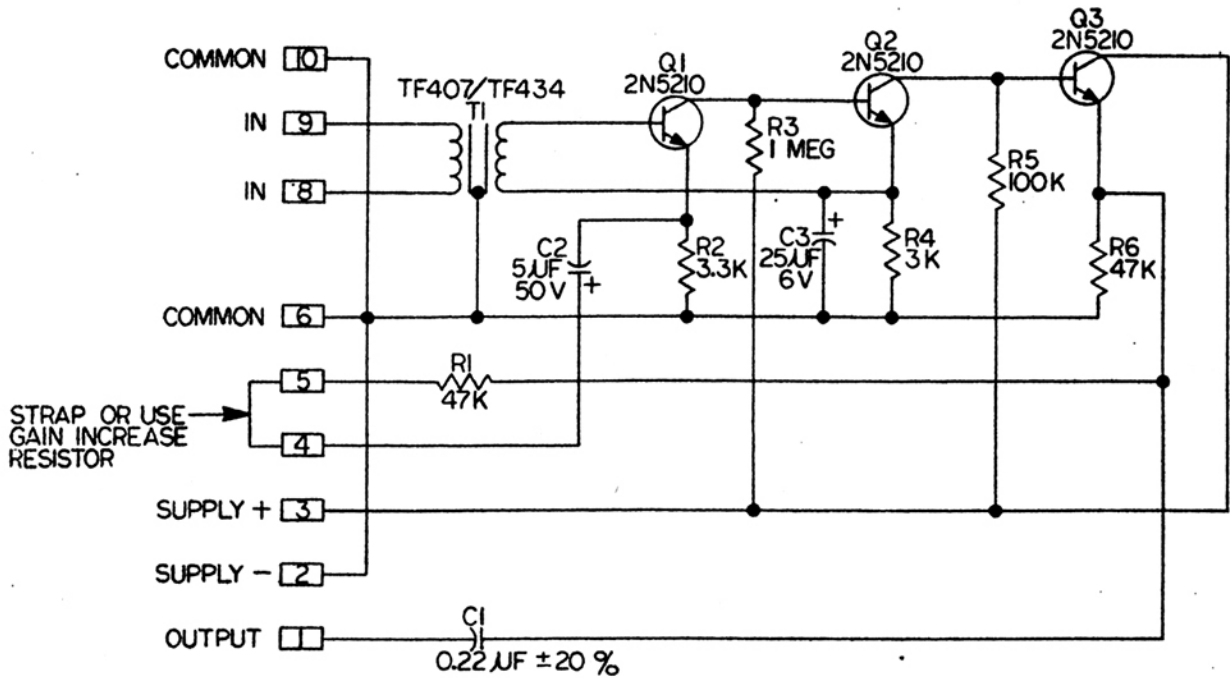 COMMON 10
IN 9
IN 8
COMMON 6
5
4
STRAP OR USE
GAIN INCREASE
RESISTOR
SUPPLY + 3
SUPPLY - 2
OUTPUT 1
TF407/TF434
T1
Q1
2N5210
Q2
2N5210
Q3
2N5210
R3
1 MEG
R5
100K
C2
5µF
50V
+
R2
3.3K
C3
25µF
6V
+
R4
3K
R6
47K
R1
47K
C1
0.22µF ±20 %